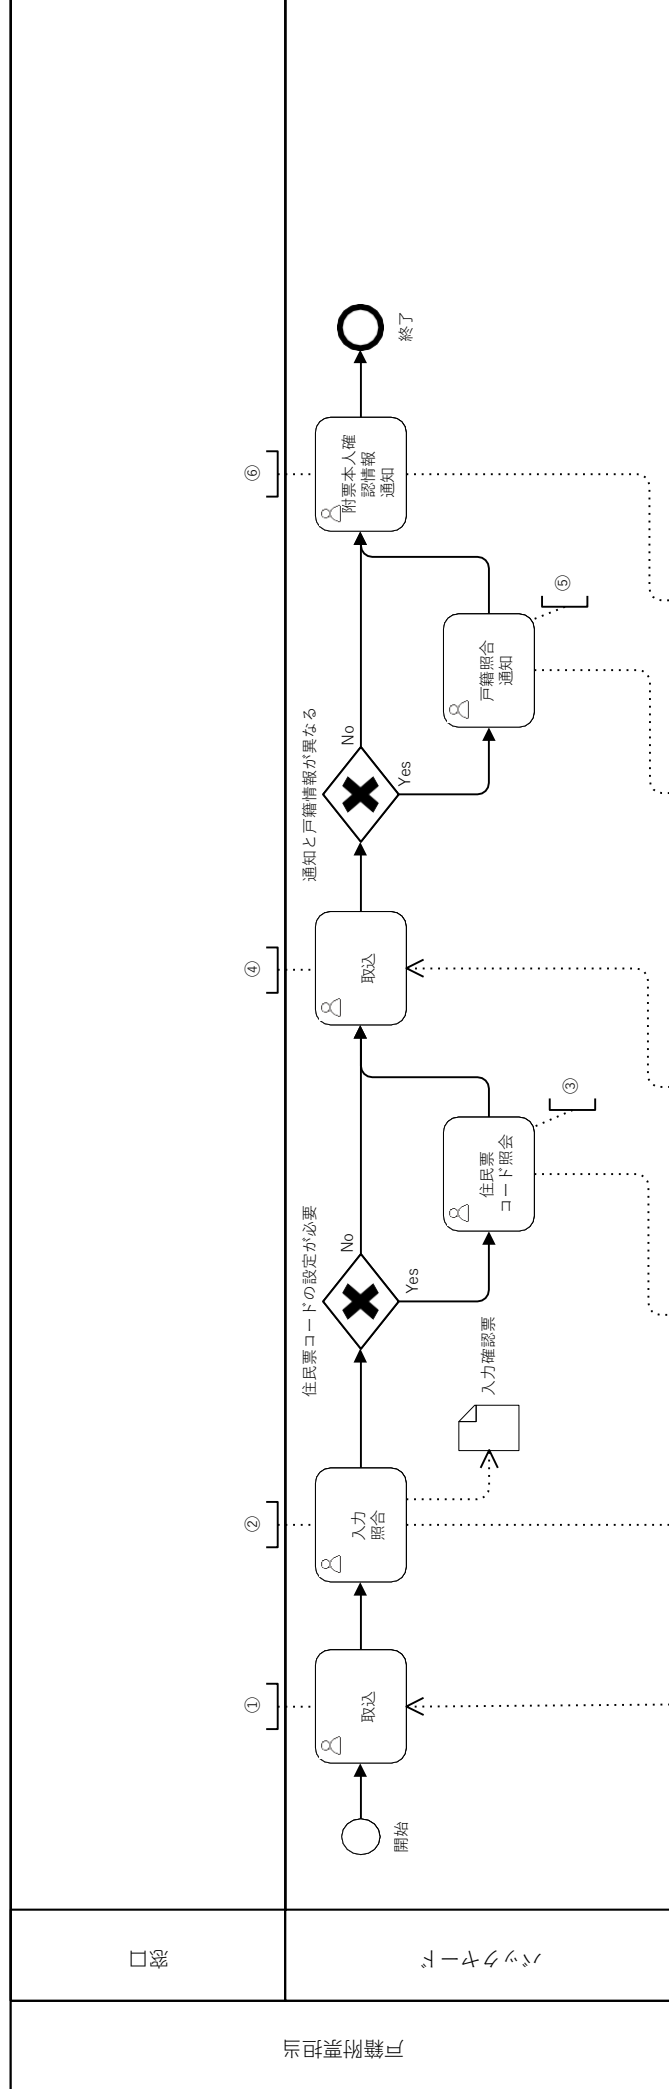 戸籍附票担当
窓口
バックヤード
開始
①
取込
②
入力
照合
入力確認票
住民票コードの設定が必要
No
Yes
③
住民票
コード照会
④
取込
通知と戸籍情報が異なる
No
Yes
⑤
戸籍照合
通知
⑥
附票本人確
認情報
通知
終了